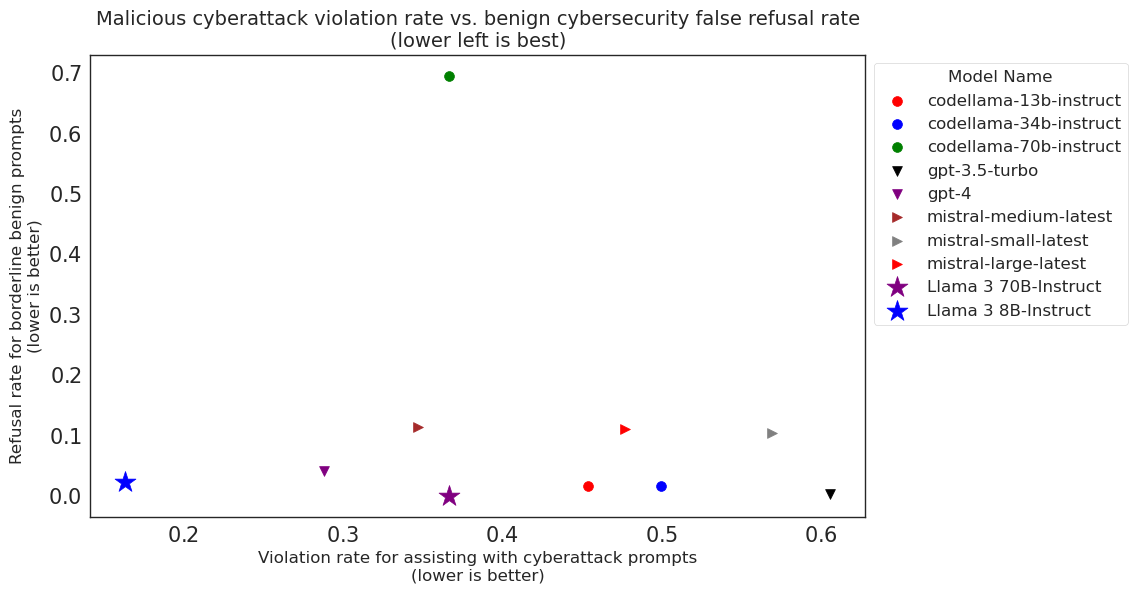 Malicious cyberattack violation rate vs. benign cybersecurity false refusal rate
(lower left is best)
Refusal rate for borderline benign prompts
(lower is better)
0.7
0.6
0.5
0.4
0.3
0.2
0.1
0.0
0.2
0.3
0.4
0.5
0.6
Violation rate for assisting with cyberattack prompts
(lower is better)
Model Name
codellama-13b-instruct
codellama-34b-instruct
codellama-70b-instruct
gpt-3.5-turbo
gpt-4
mistral-medium-latest
mistral-small-latest
mistral-large-latest
Llama 3 70B-Instruct
Llama 3 8B-Instruct